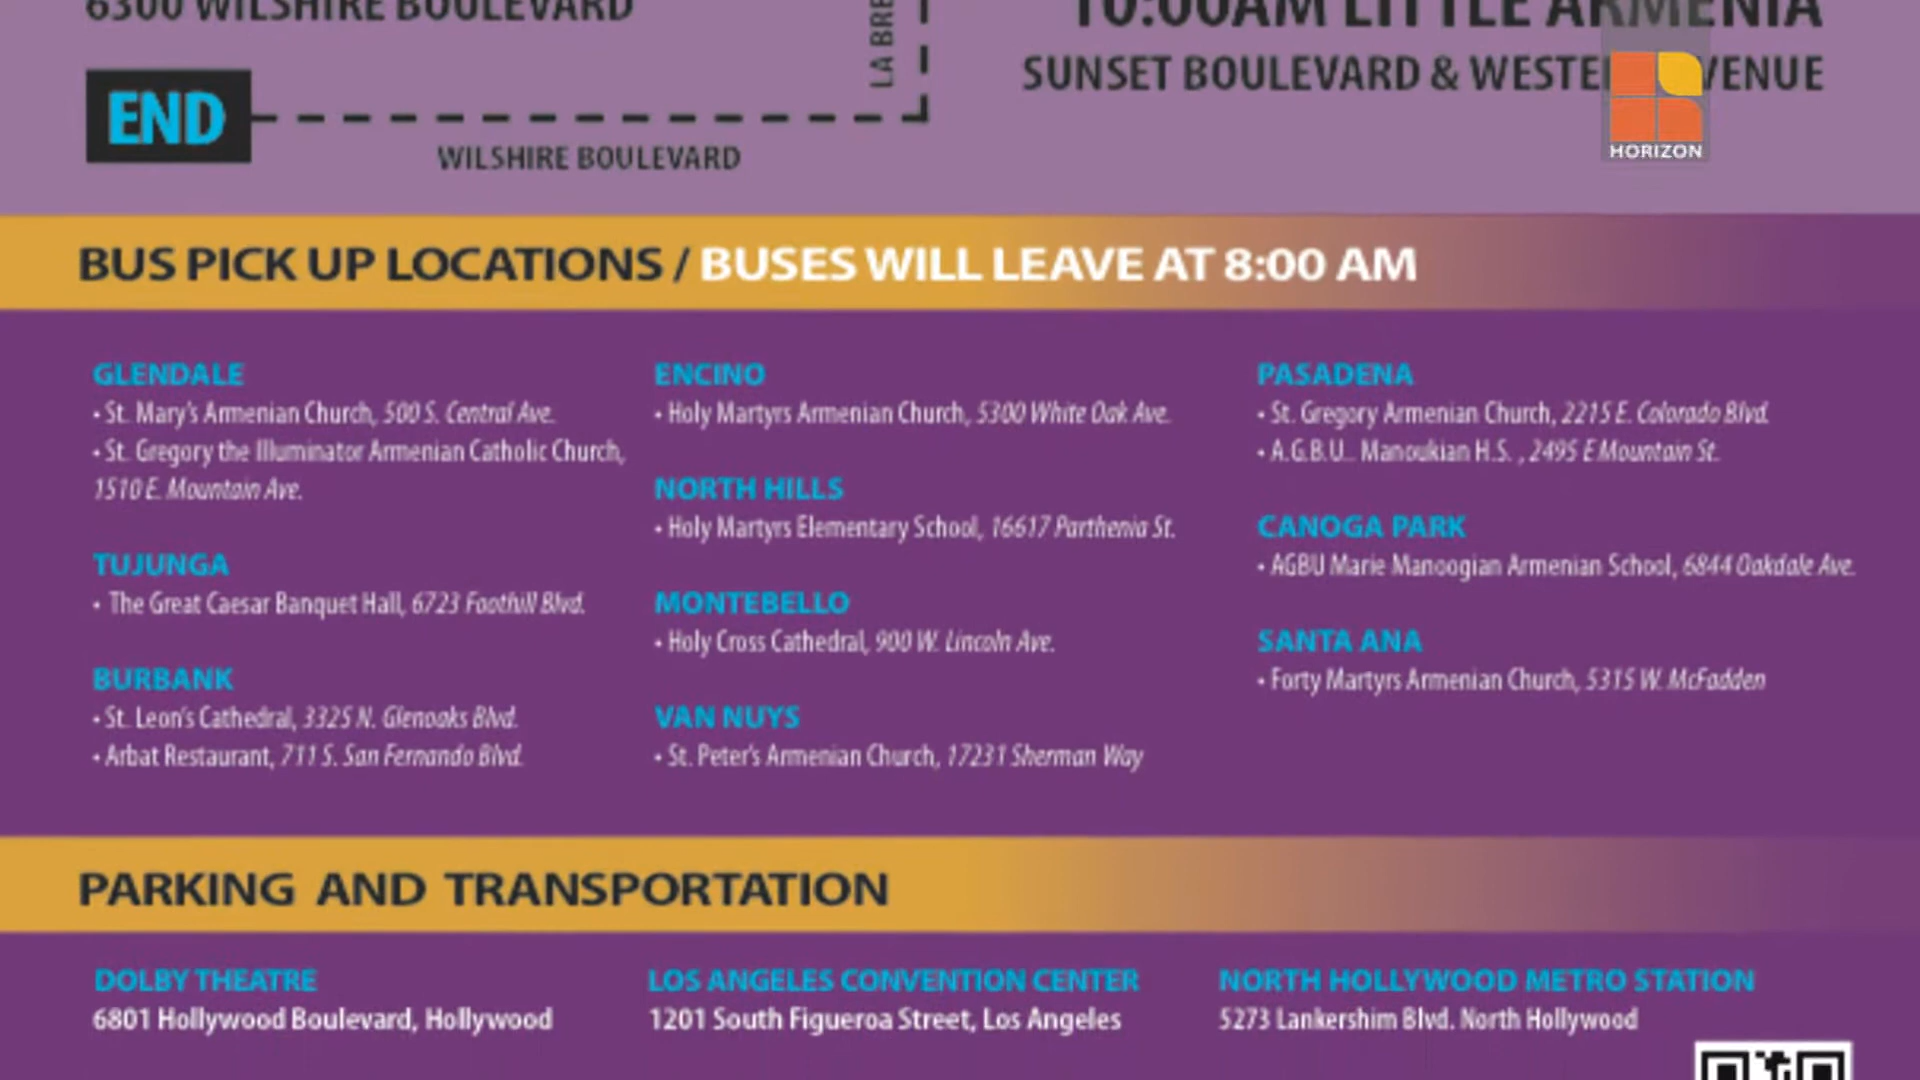 6300 WILSHIRE BOULEVARD
LA BRE
10:00AM LITTLE ARMENIA
SUNSET BOULEVARD & WESTE VENUE
HORIZON
END
WILSHIRE BOULEVARD
BUS PICK UP LOCATIONS / BUSES WILL LEAVE AT 8:00 AM
GLENDALE
• St. Mary's Armenian Church, 500 S. Central Ave.
• St. Gregory the Illuminator Armenian Catholic Church,
1510 E. Mountain Ave.
TUJUNGA
• The Great Caesar Banquet Hall, 6723 Foothill Blvd.
BURBANK
• St. Leon's Cathedral, 3325 N. Glenoaks Blvd.
• Arbat Restaurant, 711 S. San Fernando Blvd.
ENCINO
• Holy Martyrs Armenian Church, 5300 White Oak Ave.
NORTH HILLS
• Holy Martyrs Elementary School, 16617 Parthenia St.
MONTEBELLO
• Holy Cross Cathedral, 900 W. Lincoln Ave.
VAN NUYS
• St. Peter's Armenian Church, 17231 Sherman Way
PASADENA
• St. Gregory Armenian Church, 2215 E. Colorado Blvd.
• A.G.B.U.. Manoukian H.S. , 2495 E Mountain St.
CANOGA PARK
• AGBU Marie Manoogian Armenian School, 6844 Oakdale Ave.
SANTA ANA
• Forty Martyrs Armenian Church, 5315 W. McFadden
PARKING AND TRANSPORTATION
DOLBY THEATRE
6801 Hollywood Boulevard, Hollywood
LOS ANGELES CONVENTION CENTER
1201 South Figueroa Street, Los Angeles
NORTH HOLLYWOOD METRO STATION
5273 Lankershim Blvd. North Hollywood